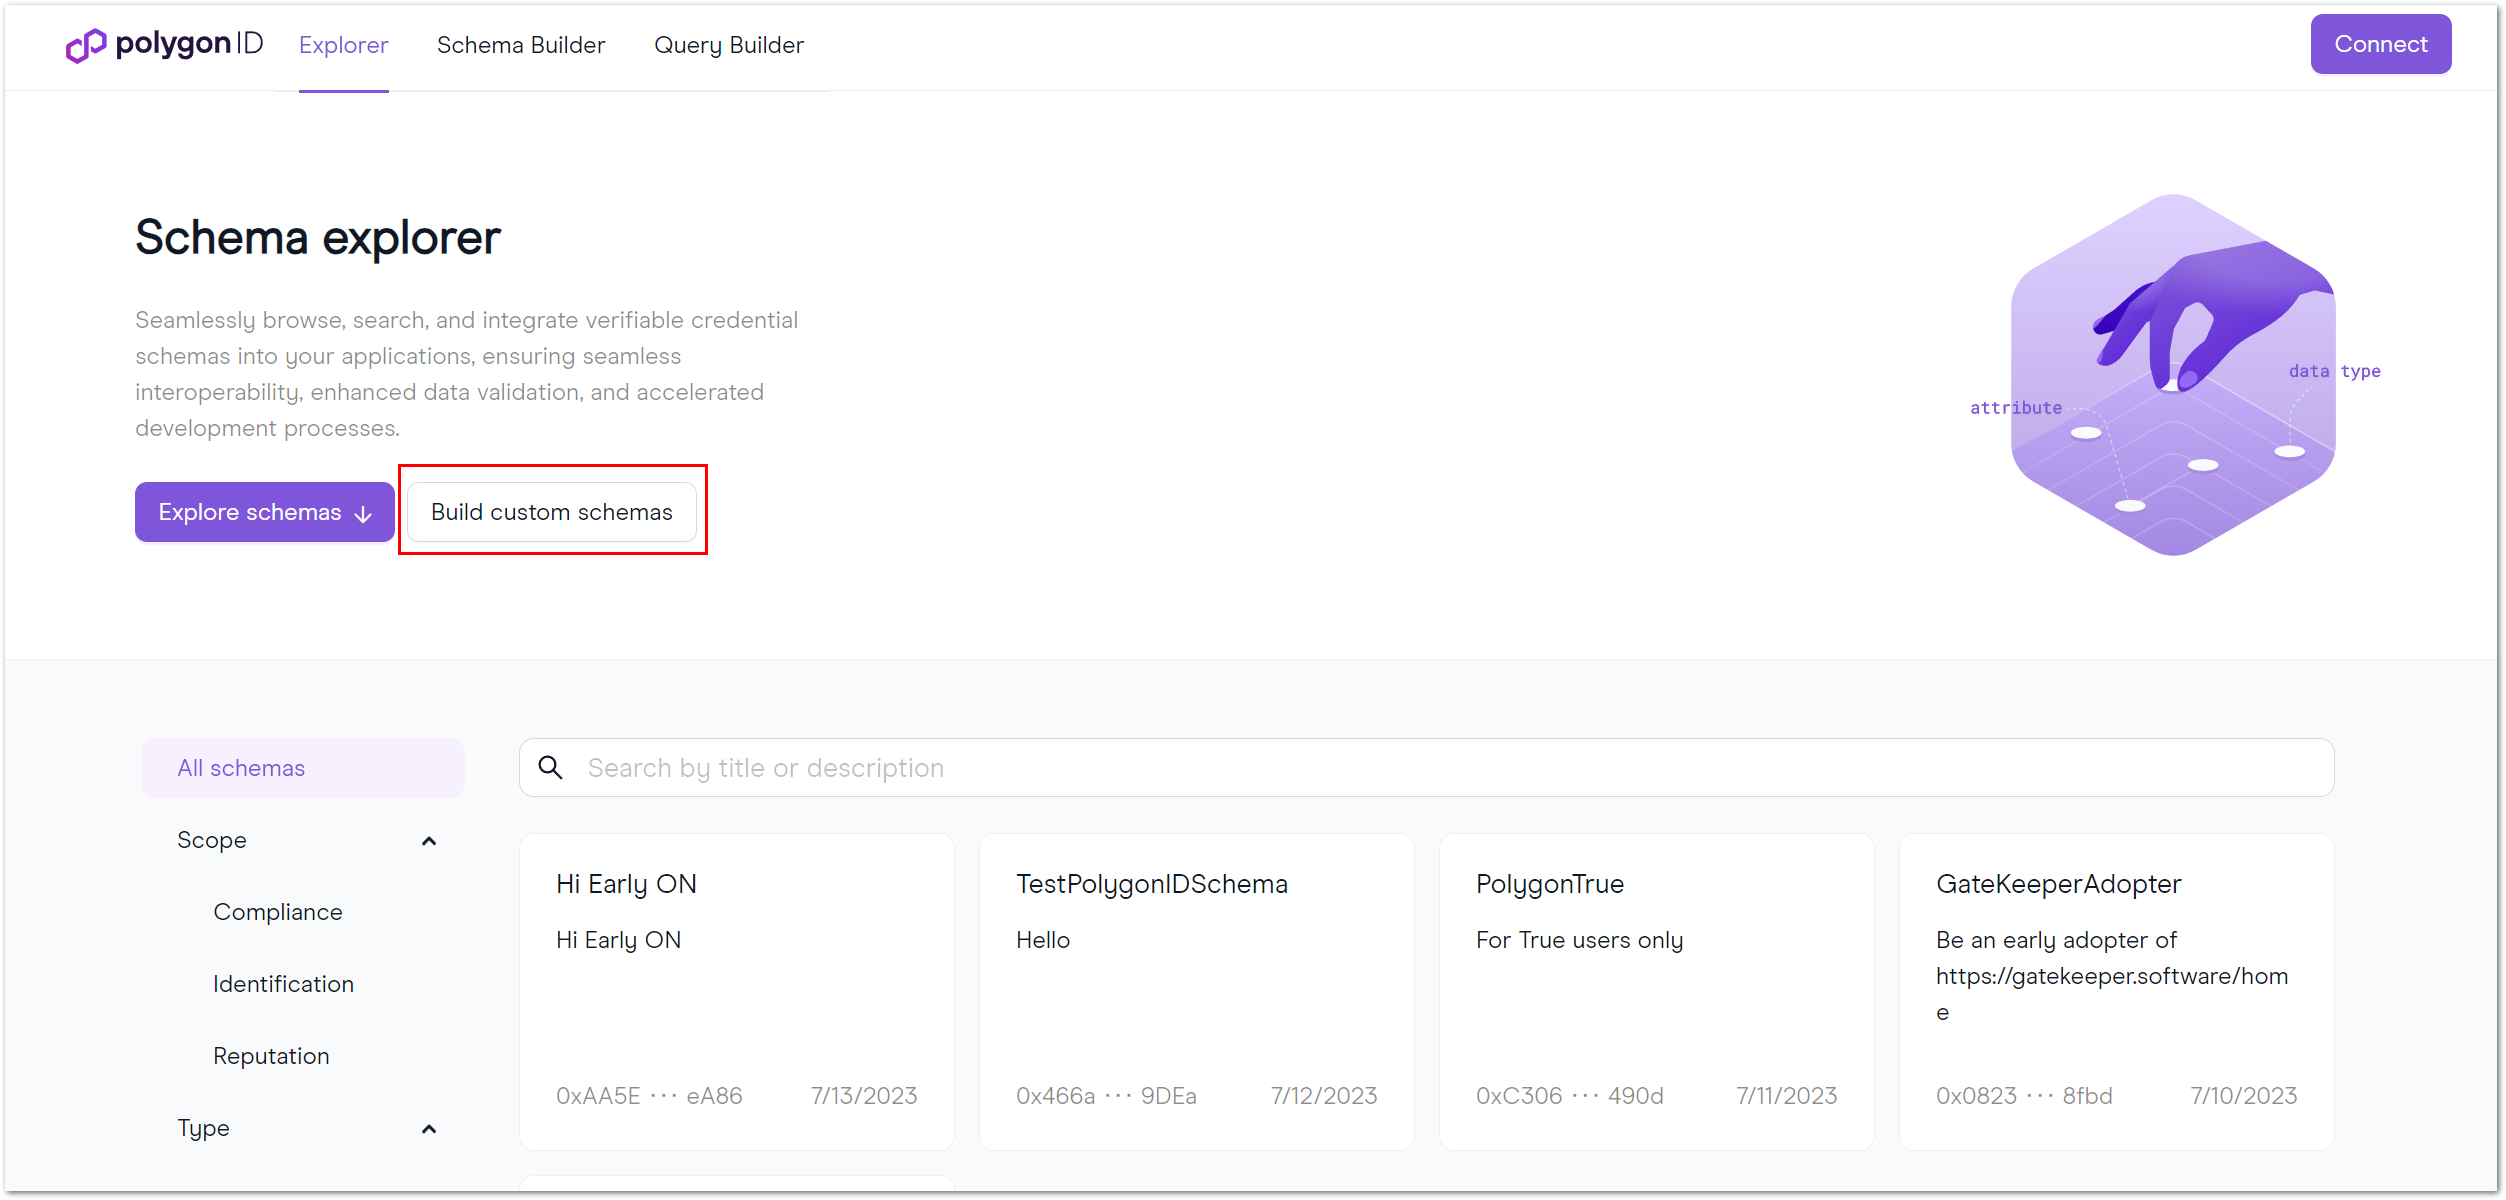 polygon ID
Explorer
Schema Builder
Query Builder
Connect
Schema explorer
Seamlessly browse, search, and integrate verifiable credential
schemas into your applications, ensuring seamless
interoperability, enhanced data validation, and accelerated
development processes.
Explore schemas ↓
Build custom schemas
attribute
data type
All schemas
Scope
Compliance
Identification
Reputation
Type
Search by title or description
Hi Early ON
Hi Early ON
0xAA5E ··· eA86
7/13/2023
TestPolygonIDSchema
Hello
0x466a ··· 9DEa
7/12/2023
PolygonTrue
For True users only
0xC306 ··· 490d
7/11/2023
GateKeeperAdopter
Be an early adopter of
https://gatekeeper.software/hom
e
0x0823 ··· 8fbd
7/10/2023